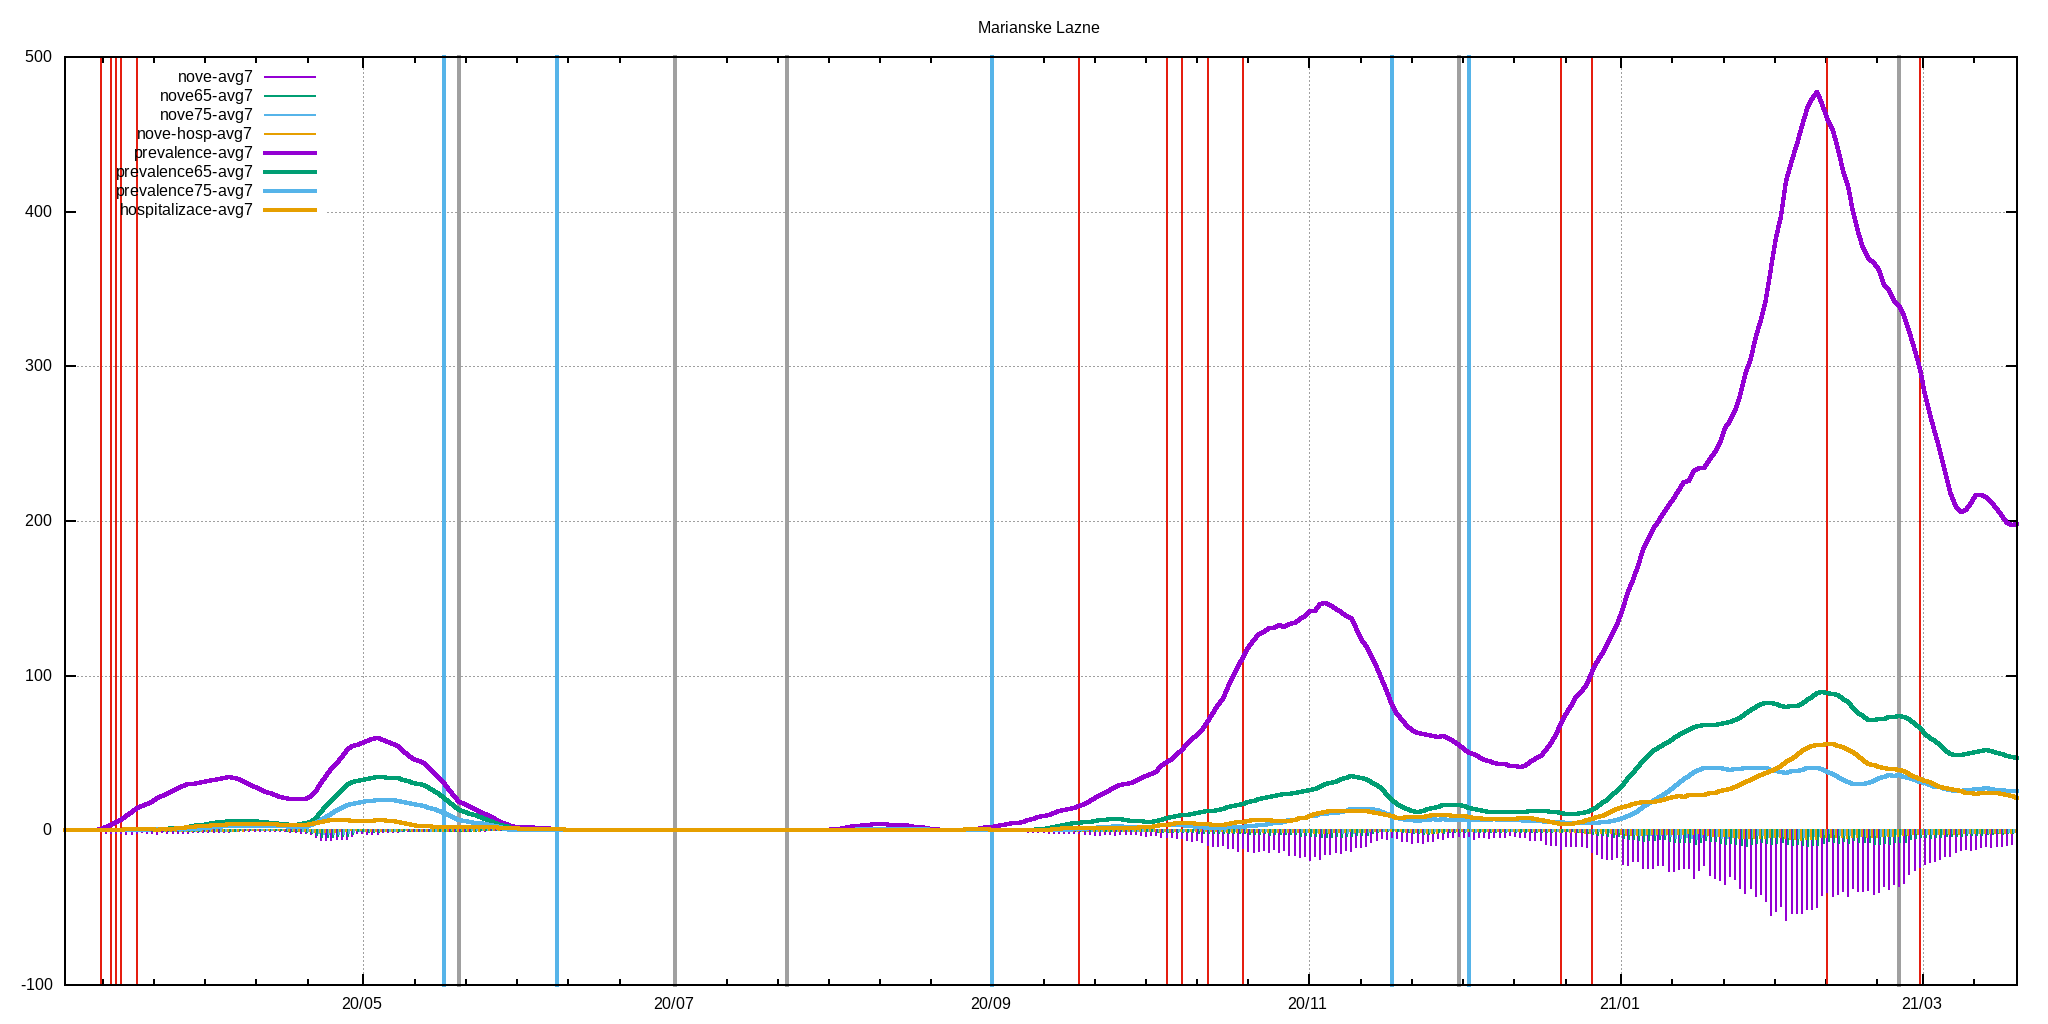 Marianske Lazne
500
400
300
200
100
0
-100
nove-avg7
nove65-avg7
nove75-avg7
nove-hosp-avg7
prevalence-avg7
prevalence65-avg7
prevalence75-avg7
hospitalizace-avg7
20/05
20/07
20/09
20/11
21/01
21/03